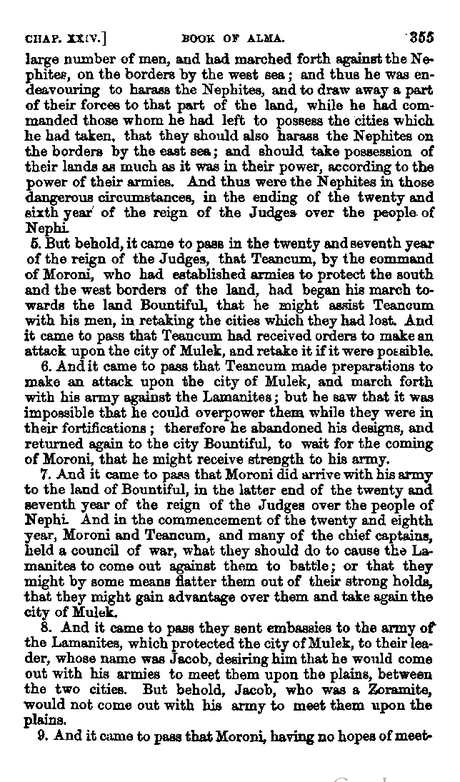 CHAP. XXIV.] BOOK OF ALMA. 355
large number of men, and had marched forth against the Ne-
phites, on the borders by the west sea; and thus he was en-
deavouring to harass the Nephites, and to draw away a part
of their forces to that part of the land, while he had com-
manded those whom he had left to possess the cities which
he had taken, that they should also harass the Nephites on
the borders by the east sea; and should take possession of
their lands as much as it was in their power, according to the
power of their armies. And thus were the Nephites in those
dangerous circumstances, in the ending of the twenty and
sixth year of the reign of the Judges over the people of
Nephi.
5. But behold, it came to pass in the twenty and seventh year
of the reign of the Judges, that Teancum, by the command
of Moroni, who had established armies to protect the south
and the west borders of the land, had began his march to-
wards the land Bountiful, that he might assist Teancum
with his men, in retaking the cities which they had lost. And
it came to pass that Teancum had received orders to make an
attack upon the city of Mulek, and retake it if it were possible.
6. And it came to pass that Teancum made preparations to
make an attack upon the city of Mulek, and march forth
with his army against the Lamanites; but he saw that it was
impossible that he could overpower them while they were in
their fortifications; therefore he abandoned his designs, and
returned again to the city Bountiful, to wait for the coming
of Moroni, that he might receive strength to his army.
7. And it came to pass that Moroni did arrive with his army
to the land of Bountiful, in the latter end of the twenty and
seventh year of the reign of the Judges over the people of
Nephi. And in the commencement of the twenty and eighth
year, Moroni and Teancum, and many of the chief captains,
held a council of war, what they should do to cause the La-
manites to come out against them to battle; or that they
might by some means flatter them out of their strong holds,
that they might gain advantage over them and take again the
city of Mulek.
8. And it came to pass they sent embassies to the army of
the Lamanites, which protected the city of Mulek, to their lea-
der, whose name was Jacob, desiring him that he would come
out with his armies to meet them upon the plains, between
the two cities. But behold, Jacob, who was a Zoramite,
would not come out with his army to meet them upon the
plains.
9. And it came to pass that Moroni, having no hopes of meet-